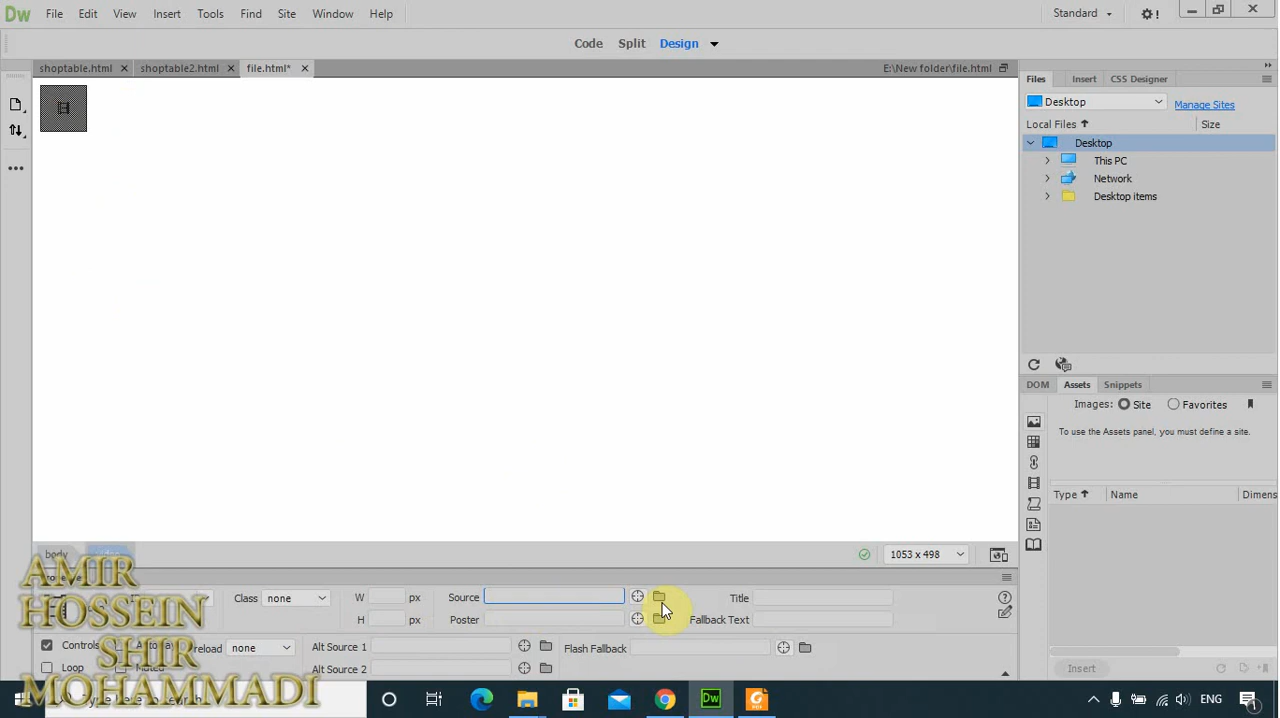 Dw File Edit View Insert Tools Find Site Window Help Standard
Code Split Design
shoptable.html shoptable2.html file.html* E:\New folder\file.html
Files Insert CSS Designer
Desktop Manage Sites
Local Files Size
Desktop
This PC
Network
Desktop items
DOM Assets Snippets
Images: Site Favorites
To use the Assets panel, you must define a site.
Type Name Dimens
body 1053 x 498
Class none W px Source Title
H px Poster Fallback Text
Controls none Alt Source 1 Flash Fallback
Loop Muted Alt Source 2 Insert
AMIR
HOSSEIN
SHIR
MOHAMMADI
Dw ENG 1